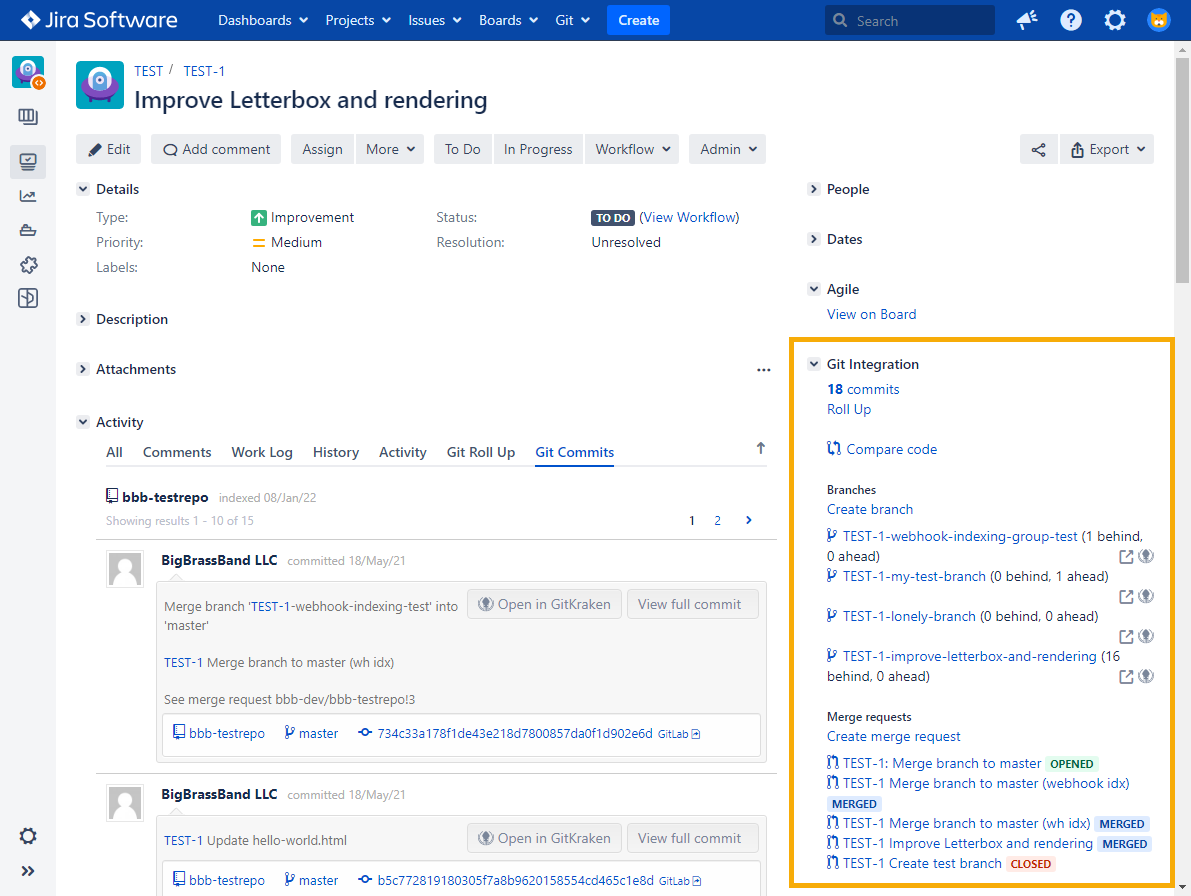 Jira Software Dashboards Projects Issues Boards Git Create Search
TEST / TEST-1
Improve Letterbox and rendering
Edit Add comment Assign More To Do In Progress Workflow Admin Export
Details
Type: Improvement Status: TO DO (View Workflow)
Priority: Medium Resolution: Unresolved
Labels: None
Description
Attachments
Activity
All Comments Work Log History Activity Git Roll Up Git Commits
bbb-testrepo indexed 08/Jan/22
Showing results 1 - 10 of 15 1 2
BigBrassBand LLC committed 18/May/21
Merge branch 'TEST-1-webhook-indexing-test' into
'master'
Open in GitKraken View full commit
TEST-1 Merge branch to master (wh idx)
See merge request bbb-dev/bbb-testrepo!3
bbb-testrepo master 734c33a178f1de43e218d7800857da0f1d902e6d GitLab
BigBrassBand LLC committed 18/May/21
TEST-1 Update hello-world.html Open in GitKraken View full commit
bbb-testrepo master b5c772819180305f7a8b9620158554cd465c1e8d GitLab
People
Dates
Agile
View on Board
Git Integration
18 commits
Roll Up
Compare code
Branches
Create branch
TEST-1-webhook-indexing-group-test (1 behind,
0 ahead)
TEST-1-my-test-branch (0 behind, 1 ahead)
TEST-1-lonely-branch (0 behind, 0 ahead)
TEST-1-improve-letterbox-and-rendering (16
behind, 0 ahead)
Merge requests
Create merge request
TEST-1: Merge branch to master OPENED
TEST-1 Merge branch to master (webhook idx)
MERGED
TEST-1 Merge branch to master (wh idx) MERGED
TEST-1 Improve Letterbox and rendering MERGED
TEST-1 Create test branch CLOSED